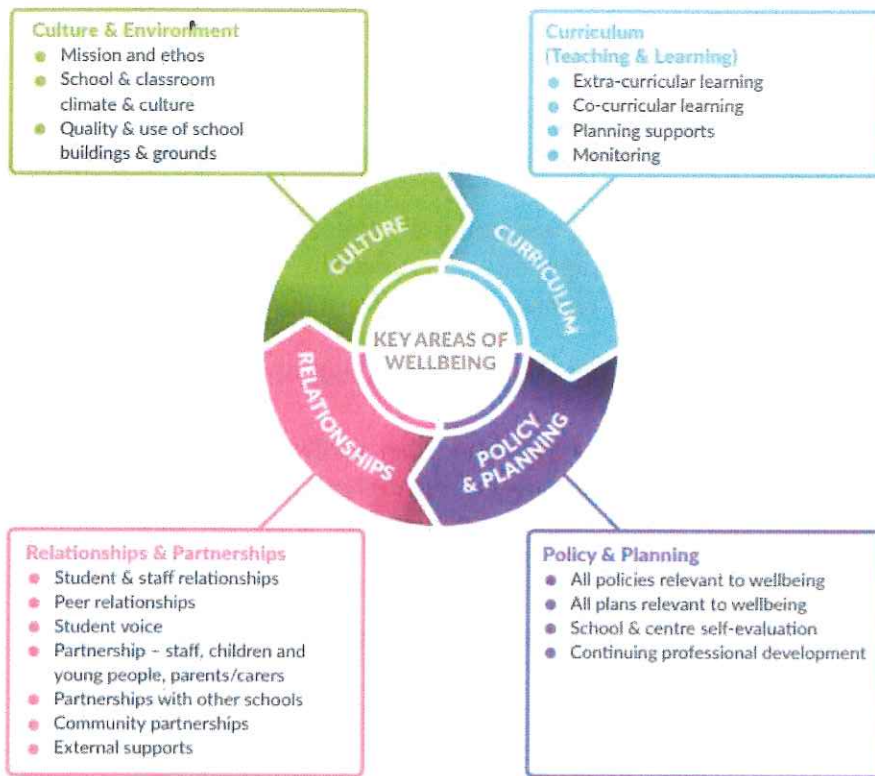 Culture & Environment
● Mission and ethos
● School & classroom
climate & culture
● Quality & use of school
buildings & grounds
Curriculum
(Teaching & Learning)
● Extra-curricular learning
● Co-curricular learning
● Planning supports
● Monitoring
CULTURE
CURRICULUM
KEY AREAS OF
WELLBEING
RELATIONSHIPS
POLICY
& PLANNING
Relationships & Partnerships
● Student & staff relationships
● Peer relationships
● Student voice
● Partnership – staff, children and
young people, parents/carers
● Partnerships with other schools
● Community partnerships
● External supports
Policy & Planning
● All policies relevant to wellbeing
● All plans relevant to wellbeing
● School & centre self-evaluation
● Continuing professional development